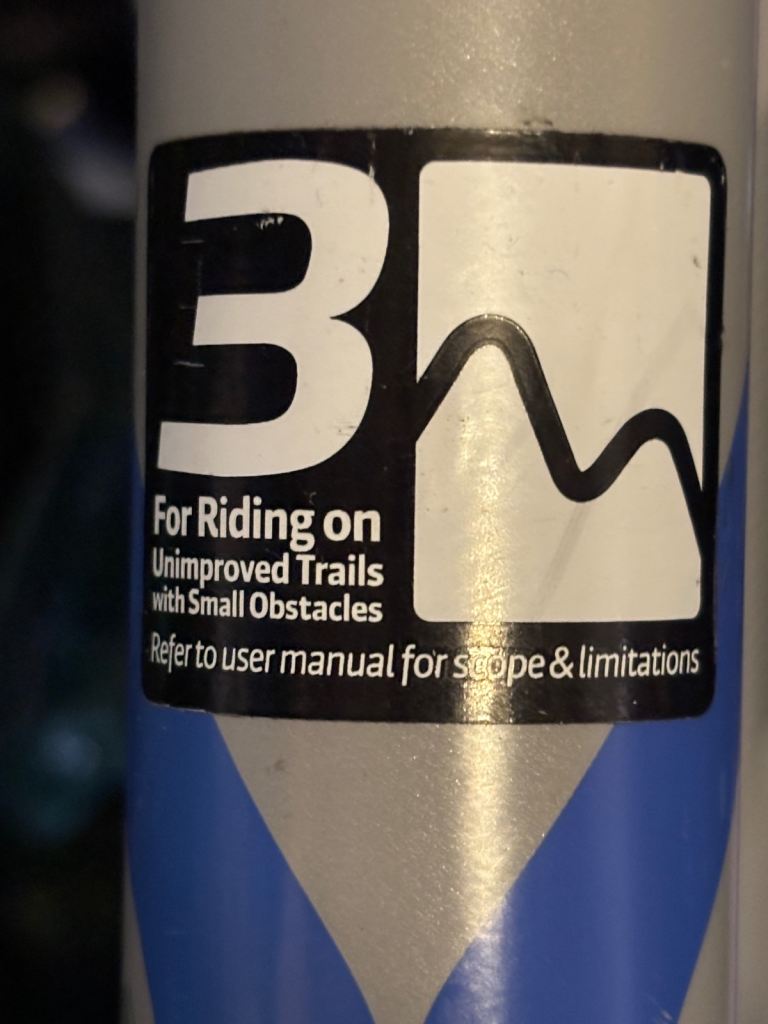 3
For Riding on
Unimproved Trails
with Small Obstacles
Refer to user manual for scope & limitations